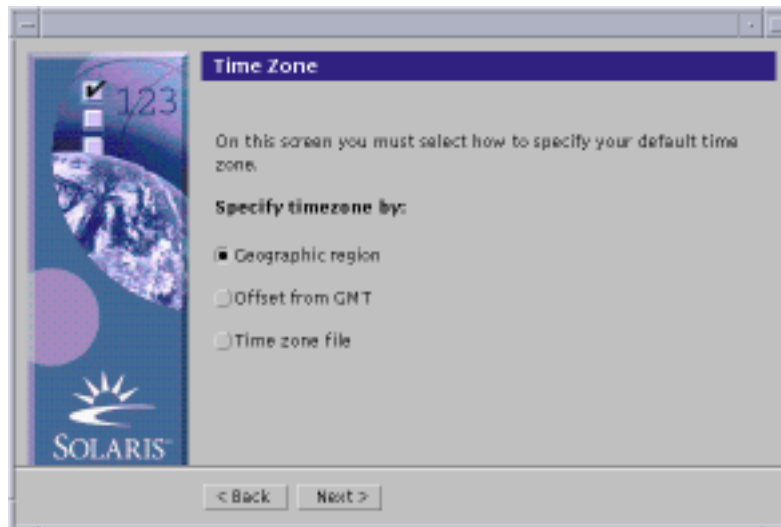 Time Zone
123
On this screen you must select how to specify your default time
zone.
Specify timezone by:
Geographic region
Offset from GMT
Time zone file
SOLARIS™
< Back
Next >